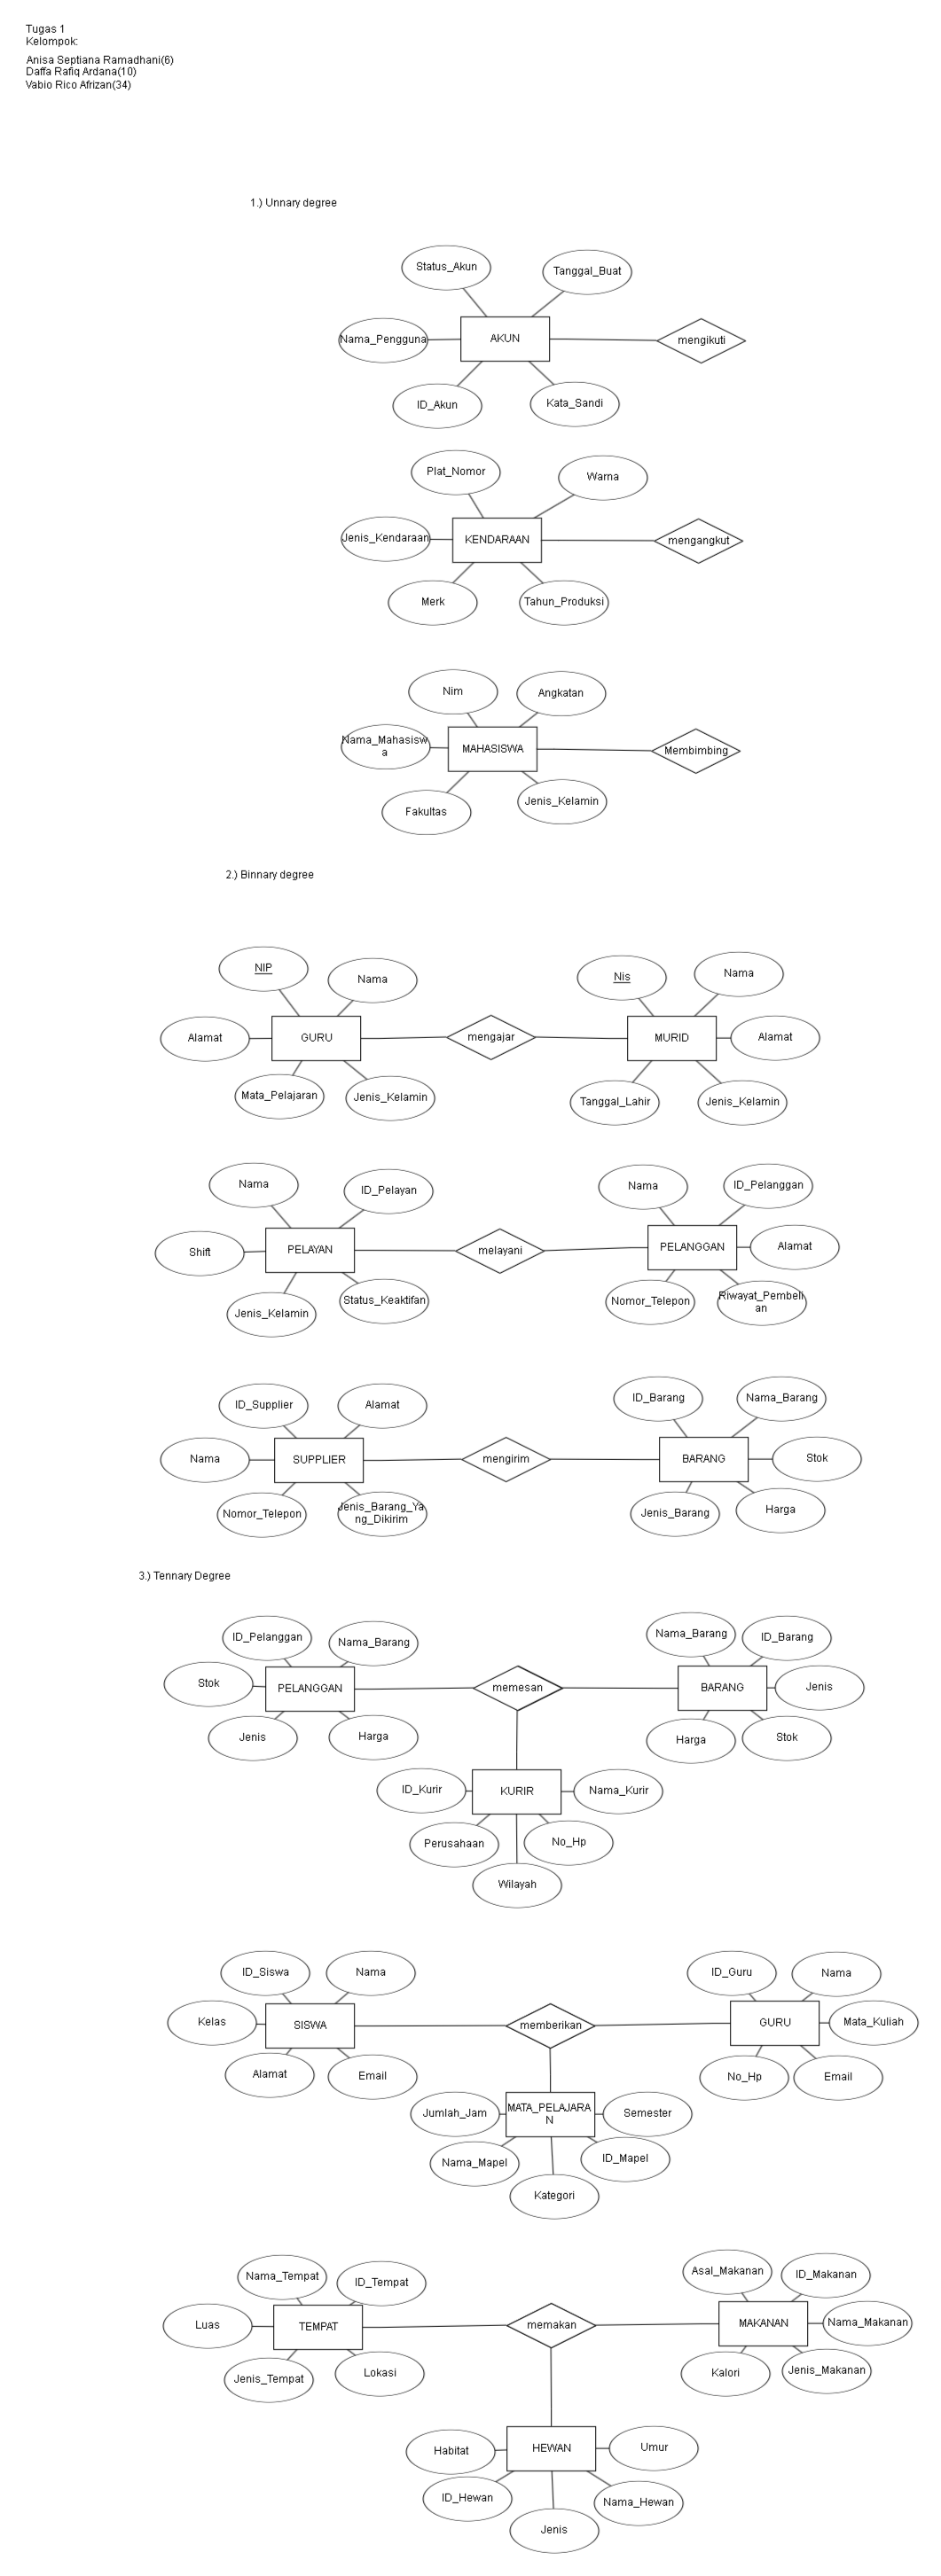 Tugas 1
Kelompok:
Anisa Septiana Ramadhani(6)
Daffa Rafiq Ardana(10)
Vabio Rico Afrizan(34)
1.) Unnary degree
Status_Akun
Tanggal_Buat
Nama_Pengguna
AKUN
mengikuti
ID_Akun
Kata_Sandi
Plat_Nomor
Warna
Jenis_Kendaraan
KENDARAAN
mengangkut
Merk
Tahun_Produksi
Nim
Angkatan
Nama_Mahasisw
a
MAHASISWA
Membimbing
Fakultas
Jenis_Kelamin
2.) Binnary degree
NIP
Nama
Nis
Nama
Alamat
GURU
mengajar
MURID
Alamat
Mata_Pelajaran
Jenis_Kelamin
Tanggal_Lahir
Jenis_Kelamin
Nama
ID_Pelayan
Nama
ID_Pelanggan
Shift
PELAYAN
melayani
PELANGGAN
Alamat
Jenis_Kelamin
Status_Keaktifan
Nomor_Telepon
Riwayat_Pembeli
an
ID_Supplier
Alamat
ID_Barang
Nama_Barang
Nama
SUPPLIER
mengirim
BARANG
Stok
Nomor_Telepon
Jenis_Barang_Ya
ng_Dikirim
Jenis_Barang
Harga
3.) Tennary Degree
ID_Pelanggan
Nama_Barang
Nama_Barang
ID_Barang
Stok
PELANGGAN
memesan
BARANG
Jenis
Jenis
Harga
Harga
Stok
ID_Kurir
KURIR
Nama_Kurir
Perusahaan
No_Hp
Wilayah
ID_Siswa
Nama
ID_Guru
Nama
Kelas
SISWA
memberikan
GURU
Mata_Kuliah
Alamat
Email
No_Hp
Email
Jumlah_Jam
MATA_PELAJARA
N
Semester
Nama_Mapel
ID_Mapel
Kategori
Nama_Tempat
ID_Tempat
Asal_Makanan
ID_Makanan
Luas
TEMPAT
memakan
MAKANAN
Nama_Makanan
Jenis_Tempat
Lokasi
Kalori
Jenis_Makanan
Habitat
HEWAN
Umur
ID_Hewan
Nama_Hewan
Jenis